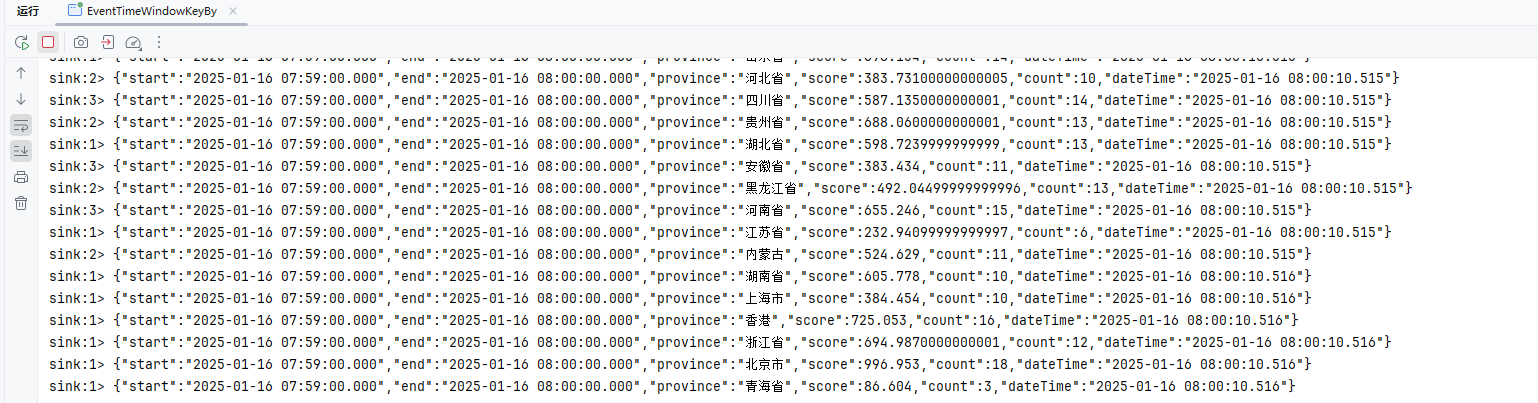 运行 EventTimeWindowKeyBy
sink:2> {"start":"2025-01-16 07:59:00.000","end":"2025-01-16 08:00:00.000","province":"河北省","score":383.73100000000005,"count":10,"dateTime":"2025-01-16 08:00:10.515"}
sink:3> {"start":"2025-01-16 07:59:00.000","end":"2025-01-16 08:00:00.000","province":"四川省","score":587.1350000000001,"count":14,"dateTime":"2025-01-16 08:00:10.515"}
sink:2> {"start":"2025-01-16 07:59:00.000","end":"2025-01-16 08:00:00.000","province":"贵州省","score":688.0600000000001,"count":13,"dateTime":"2025-01-16 08:00:10.515"}
sink:1> {"start":"2025-01-16 07:59:00.000","end":"2025-01-16 08:00:00.000","province":"湖北省","score":598.7239999999999,"count":13,"dateTime":"2025-01-16 08:00:10.515"}
sink:3> {"start":"2025-01-16 07:59:00.000","end":"2025-01-16 08:00:00.000","province":"安徽省","score":383.434,"count":11,"dateTime":"2025-01-16 08:00:10.515"}
sink:2> {"start":"2025-01-16 07:59:00.000","end":"2025-01-16 08:00:00.000","province":"黑龙江省","score":492.04499999999996,"count":13,"dateTime":"2025-01-16 08:00:10.515"}
sink:3> {"start":"2025-01-16 07:59:00.000","end":"2025-01-16 08:00:00.000","province":"河南省","score":655.246,"count":15,"dateTime":"2025-01-16 08:00:10.515"}
sink:1> {"start":"2025-01-16 07:59:00.000","end":"2025-01-16 08:00:00.000","province":"江苏省","score":232.94099999999997,"count":6,"dateTime":"2025-01-16 08:00:10.515"}
sink:2> {"start":"2025-01-16 07:59:00.000","end":"2025-01-16 08:00:00.000","province":"内蒙古","score":524.629,"count":11,"dateTime":"2025-01-16 08:00:10.515"}
sink:1> {"start":"2025-01-16 07:59:00.000","end":"2025-01-16 08:00:00.000","province":"湖南省","score":605.778,"count":10,"dateTime":"2025-01-16 08:00:10.516"}
sink:1> {"start":"2025-01-16 07:59:00.000","end":"2025-01-16 08:00:00.000","province":"上海市","score":384.454,"count":10,"dateTime":"2025-01-16 08:00:10.516"}
sink:1> {"start":"2025-01-16 07:59:00.000","end":"2025-01-16 08:00:00.000","province":"香港","score":725.053,"count":16,"dateTime":"2025-01-16 08:00:10.516"}
sink:1> {"start":"2025-01-16 07:59:00.000","end":"2025-01-16 08:00:00.000","province":"浙江省","score":694.9870000000001,"count":12,"dateTime":"2025-01-16 08:00:10.516"}
sink:1> {"start":"2025-01-16 07:59:00.000","end":"2025-01-16 08:00:00.000","province":"北京市","score":996.953,"count":18,"dateTime":"2025-01-16 08:00:10.516"}
sink:1> {"start":"2025-01-16 07:59:00.000","end":"2025-01-16 08:00:00.000","province":"青海省","score":86.604,"count":3,"dateTime":"2025-01-16 08:00:10.516"}